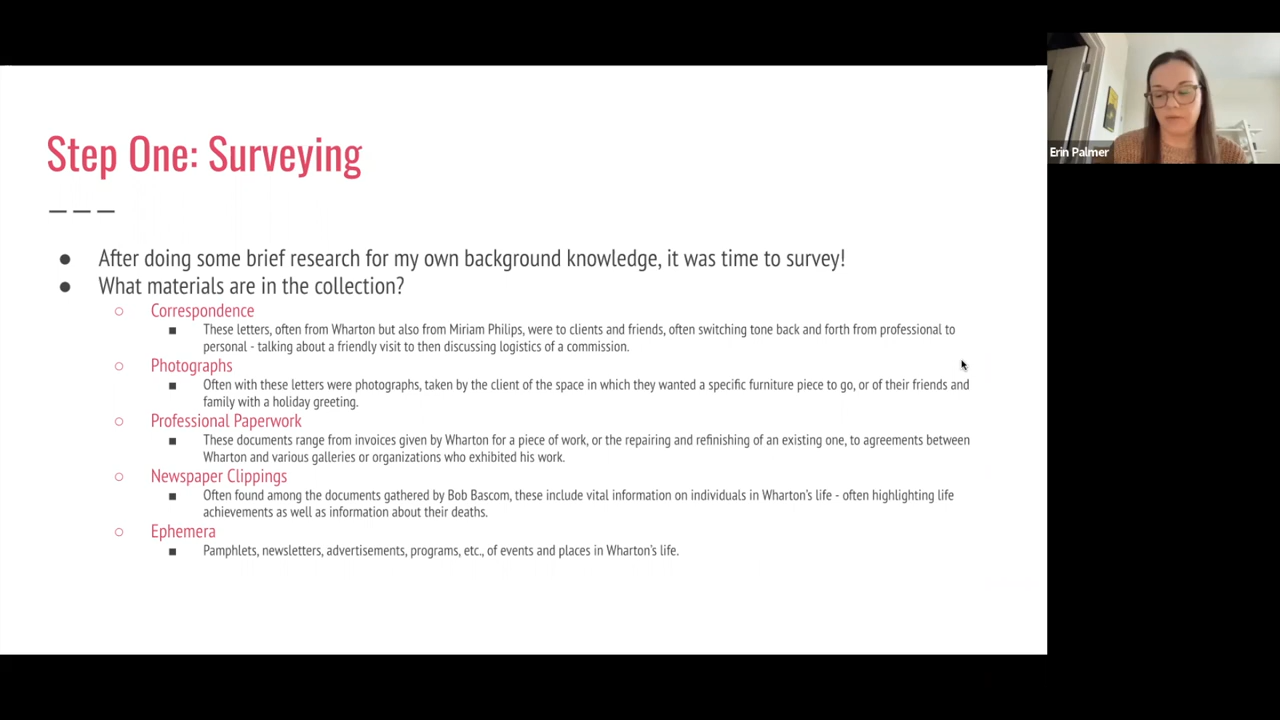 Step One: Surveying
After doing some brief research for my own background knowledge, it was time to survey!
What materials are in the collection?
Correspondence
These letters, often from Wharton but also from Miriam Philips, were to clients and friends, often switching tone back and forth from professional to
personal - talking about a friendly visit to then discussing logistics of a commission.
Photographs
Often with these letters were photographs, taken by the client of the space in which they wanted a specific furniture piece to go, or of their friends and
family with a holiday greeting.
Professional Paperwork
These documents range from invoices given by Wharton for a piece of work, or the repairing and refinishing of an existing one, to agreements between
Wharton and various galleries or organizations who exhibited his work.
Newspaper Clippings
Often found among the documents gathered by Bob Bascom, these include vital information on individuals in Wharton's life - often highlighting life
achievements as well as information about their deaths.
Ephemera
Pamphlets, newsletters, advertisements, programs, etc., of events and places in Wharton's life.
Erin Palmer